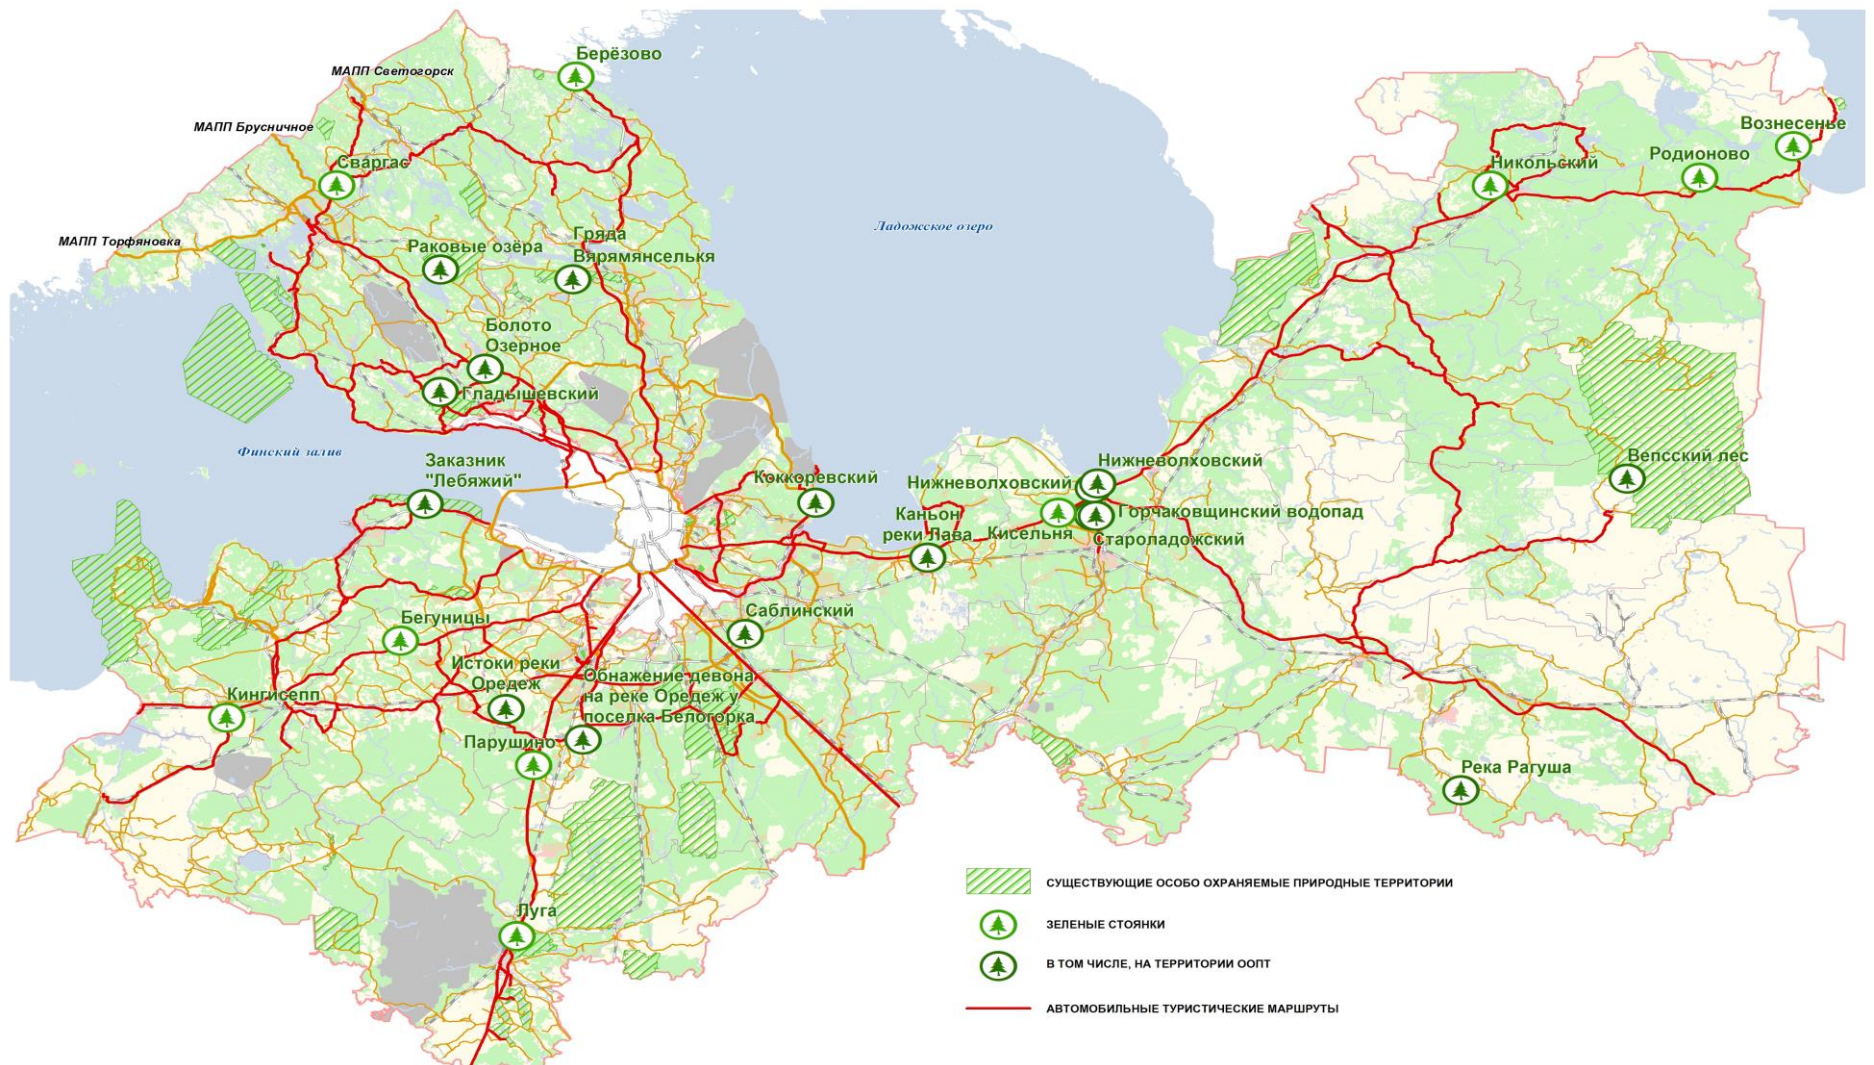 Берёзово
МАПП Светогорск
МАПП Брусничное
Вознесенье
Сваргас
Никольский
Родионово
Ладожское озеро
МАПП Торфяновка
Раковые озёра
Гряда
Вярямянселькя
Болото
Озерное
Гладышевский
Финский залив
Заказник
"Лебяжий"
Коккоревский
Нижневолховский
Нижневолховский
Вепсский лес
Каньон
реки Лава
Кисельня
Горчаковщинский водопад
Староладожский
Бегуницы
Саблинский
Истоки реки
Оредеж
Обнажение девона
на реке Оредеж у
поселка Белогорка
Кингисепп
Парушино
Река Рагуша
Луга
СУЩЕСТВУЮЩИЕ ОСОБО ОХРАНЯЕМЫЕ ПРИРОДНЫЕ ТЕРРИТОРИИ
ЗЕЛЕНЫЕ СТОЯНКИ
В ТОМ ЧИСЛЕ, НА ТЕРРИТОРИИ ООПТ
АВТОМОБИЛЬНЫЕ ТУРИСТИЧЕСКИЕ МАРШРУТЫ